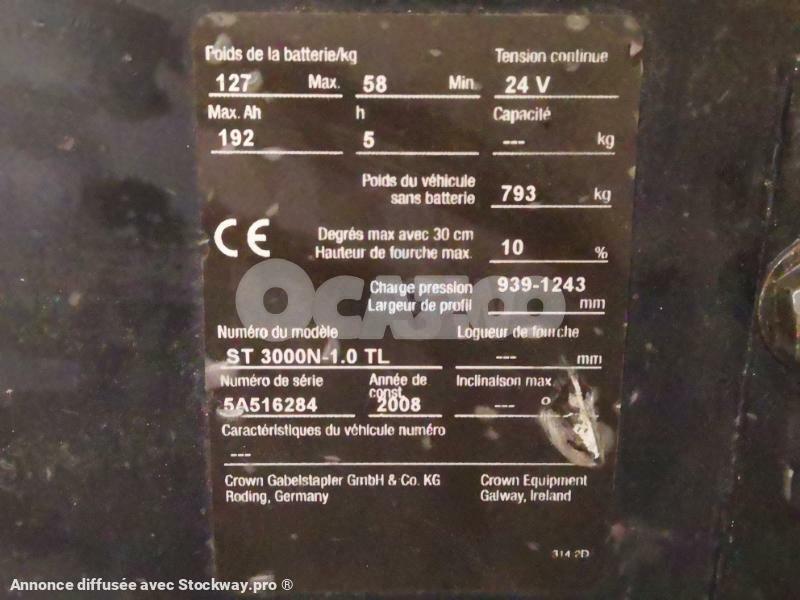 Poids de la batterie/kg Tension continue
127 Max. 58 Min. 24 V
Max. Ah h Capacité
192 5 --- kg
Poids du véhicule
sans batterie 793 kg
CE Degrés max avec 30 cm
Hauteur de fourche max. 10 %
Charge pression 939-1243
Largeur de profil mm
OCAZOO
Numéro du modèle Logueur de fourche
ST 3000N-1.0 TL --- mm
Numéro de série Année de const. Inclinaison max.
5A516284 2008 --- º
Caractéristiques du véhicule numéro
---
Crown Gabelstapler GmbH & Co. KG Crown Equipment
Roding, Germany Galway, Ireland
314 2D
Annonce diffusée avec Stockway.pro ®